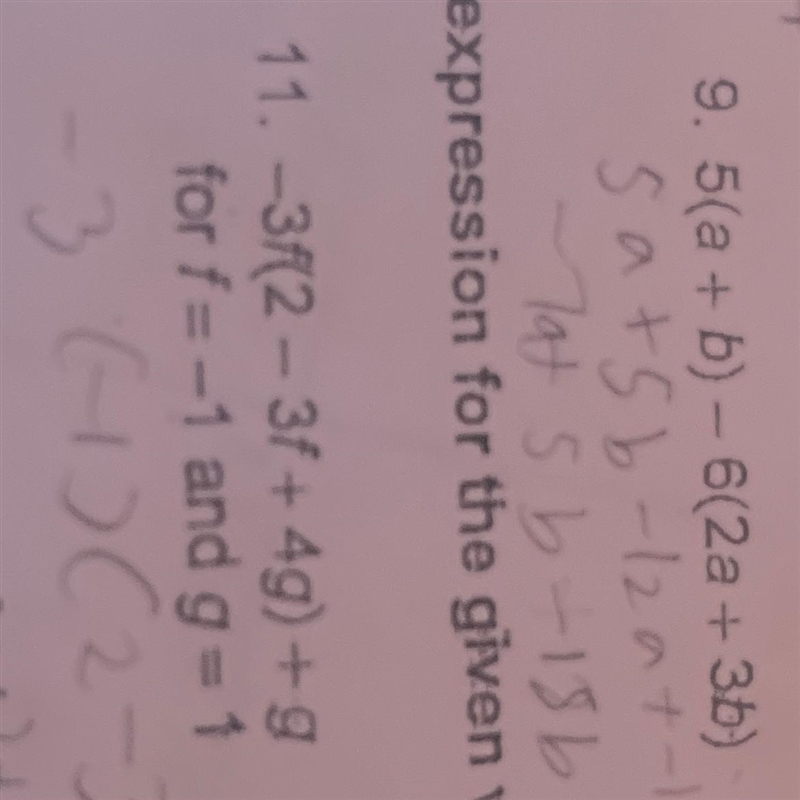 9. 5(a + b) – 6(2a + 3b)
5a + 5b -12a + -1
-7a + 5b - 18b
expression for the given
11. –3f(2 – 3f + 4g) + g
for f = –1 and g = 1
-3 (-1)(2 -